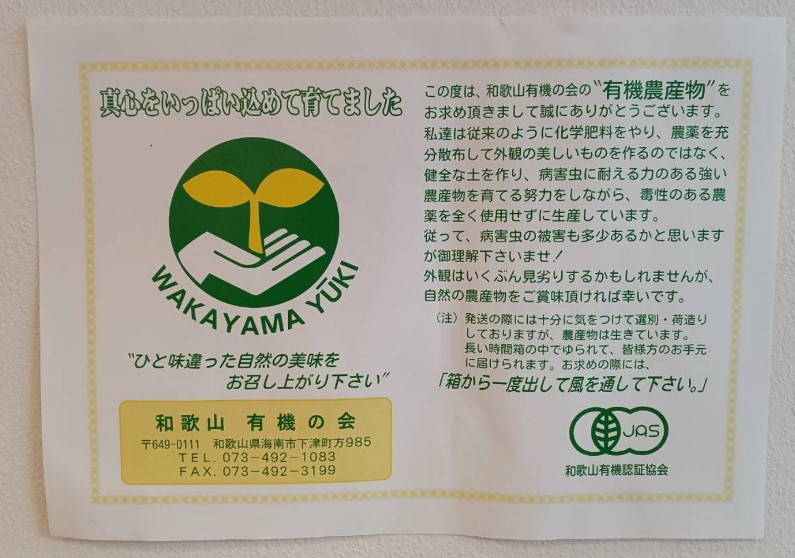 真心をいっぱい込めて育てました
WAKAYAMA YŪKI
"ひと味違った自然の美味を
お召し上がり下さい"
和歌山 有機の会
〒649-0111 和歌山県海南市下津町方985
TEL. 073-492-1083
FAX. 073-492-3199
この度は、和歌山有機の会の"有機農産物"を
お求め頂きまして誠にありがとうございます。
私達は従来のように化学肥料をやり、農薬を充
分散布して外観の美しいものを作るのではなく、
健全な土を作り、病害虫に耐える力のある強い
農産物を育てる努力をしながら、毒性のある農
薬を全く使用せずに生産しています。
従って、病害虫の被害も多少あるかと思います
が御理解下さいませ!
外観はいくぶん見劣りするかもしれませんが、
自然の農産物をご賞味頂ければ幸いです。
(注) 発送の際には十分に気をつけて選別・荷造り
しておりますが、農産物は生きています。
長い時間箱の中でゆられて、皆様方のお手元
に届けられます。お求めの際には、
「箱から一度出して風を通して下さい。」
JAS
和歌山有機認証協会